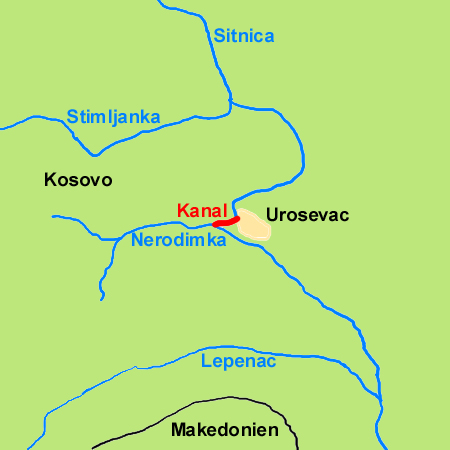 Sitnica
Stimljanka
Kosovo
Kanal
Urosevac
Nerodimka
Lepenac
Makedonien